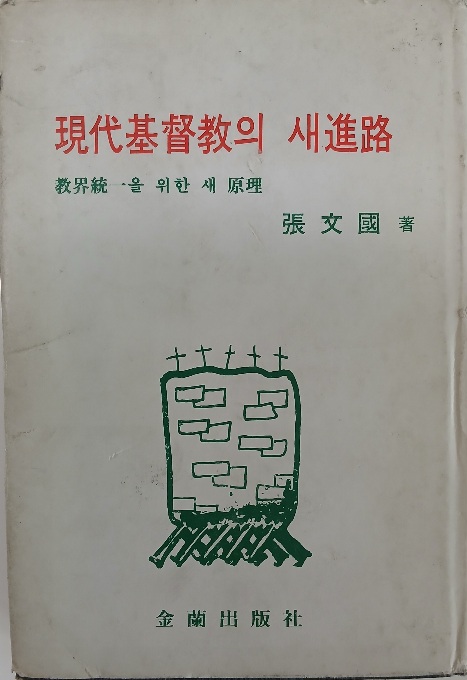 現代基督教의 새進路
敎界統一을 위한 새 原理
張文國 著
金蘭出版社